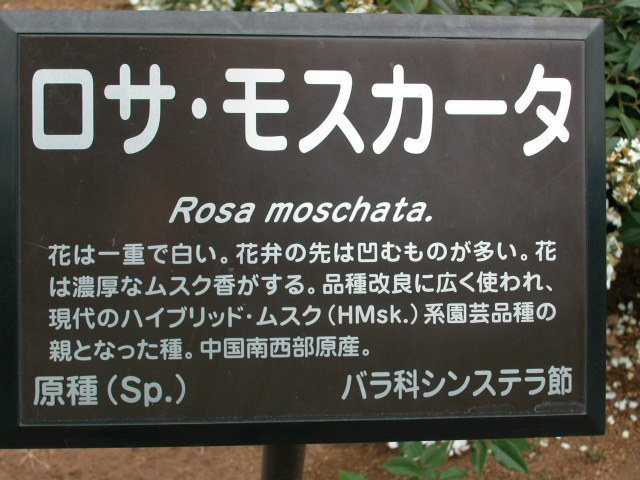 ロサ・モスカータ
Rosa moschata.
花は一重で白い。花弁の先は凹むものが多い。花
は濃厚なムスク香がする。品種改良に広く使われ、
現代のハイブリッド・ムスク（HMsk.）系園芸品種の
親となった種。中国南西部原産。
原種（Sp.）
バラ科シンステラ節